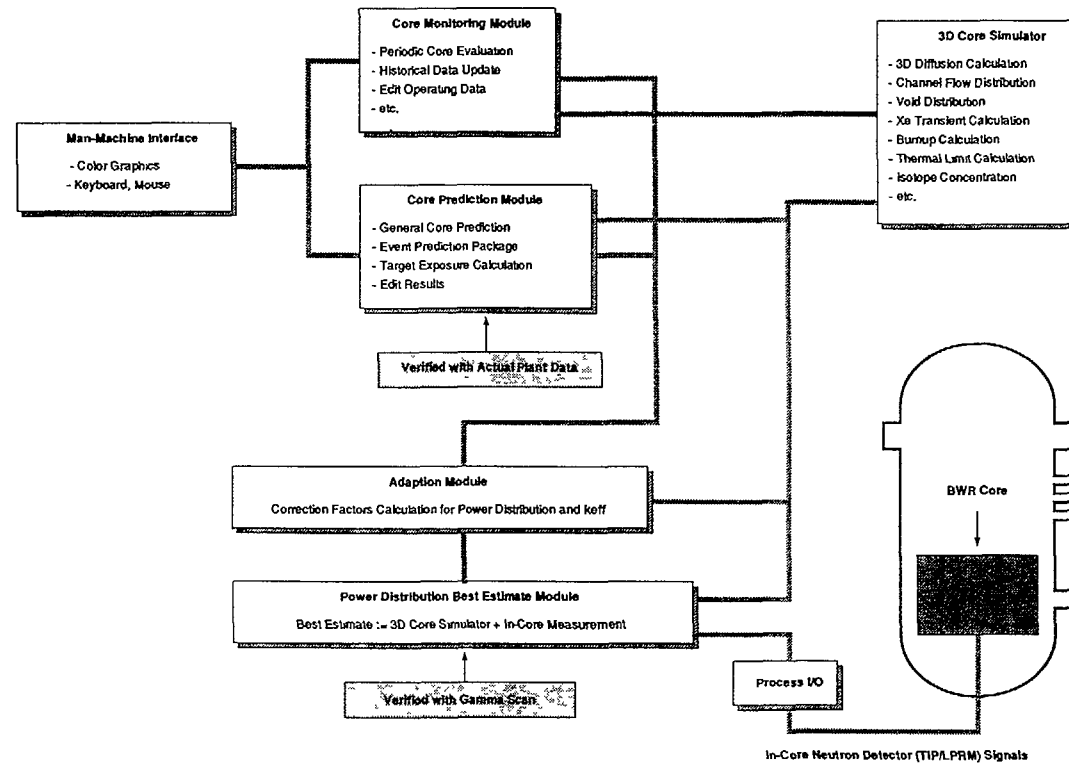 Core Monitoring Module
- Periodic Core Evaluation
- Historical Data Update
- Edit Operating Data
- etc.
3D Core Simulator
- 3D Diffusion Calculation
- Channel Flow Distribution
- Void Distribution
- Xe Transient Calculation
- Burnup Calculation
- Thermal Limit Calculation
- Isotope Concentration
- etc.
Man-Machine Interface
- Color Graphics
- Keyboard, Mouse
Core Prediction Module
- General Core Prediction
- Event Prediction Package
- Target Exposure Calculation
- Edit Results
Verified with Actual Plant Data
Adaption Module
Correction Factors Calculation for Power Distribution and keff
BWR Core
Power Distribution Best Estimate Module
Best Estimate := 3D Core Simulator + In-Core Measurement
Verified with Gamma Scan
Process I/O
In-Core Neutron Detector (TIP/LPRM) Signals